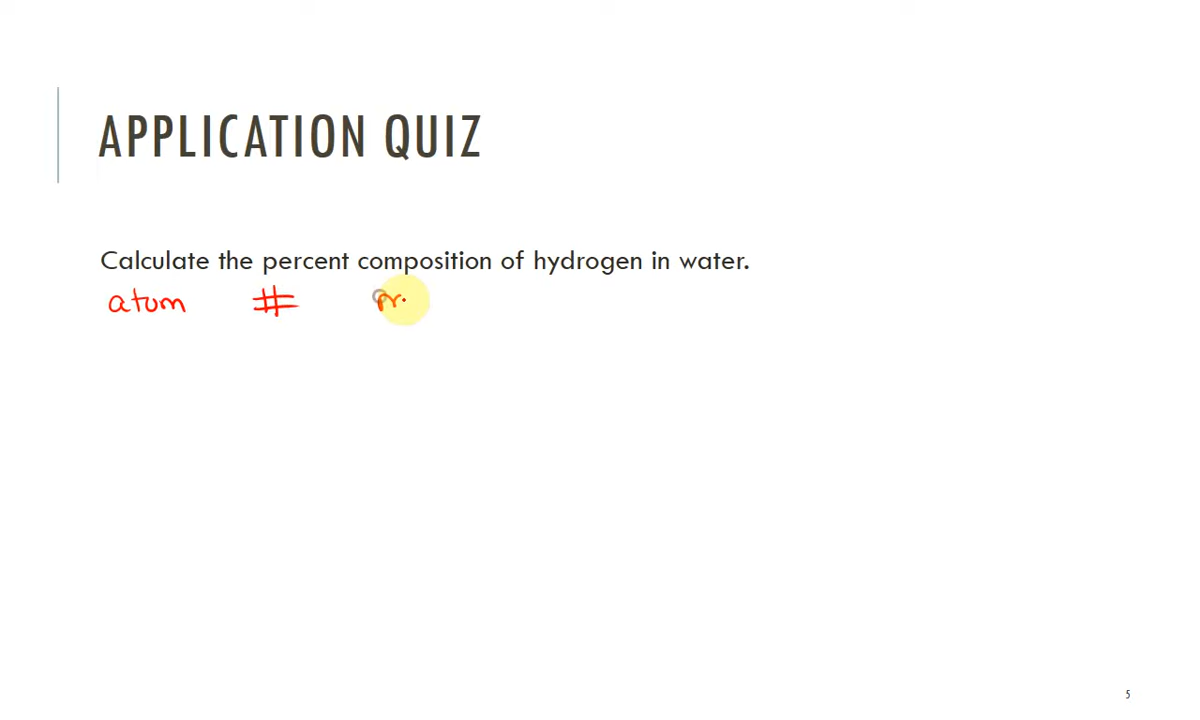 APPLICATION QUIZ
Calculate the percent composition of hydrogen in water.
atom #
5